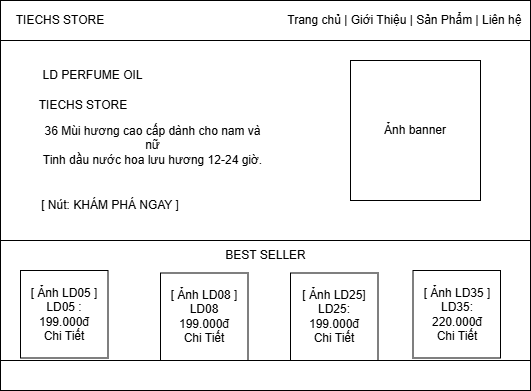 TIECHS STORE
Trang chủ | Giới Thiệu | Sản Phẩm | Liên hệ
LD PERFUME OIL
TIECHS STORE
36 Mùi hương cao cấp dành cho nam và
nữ
Tinh dầu nước hoa lưu hương 12-24 giờ.
[ Nút: KHÁM PHÁ NGAY ]
Ảnh banner
BEST SELLER
[ Ảnh LD05 ]
LD05 :
199.000đ
Chi Tiết
[ Ảnh LD08 ]
LD08
199.000đ
Chi Tiết
[ Ảnh LD25]
LD25:
199.000đ
Chi Tiết
[ Ảnh LD35 ]
LD35:
220.000đ
Chi Tiết